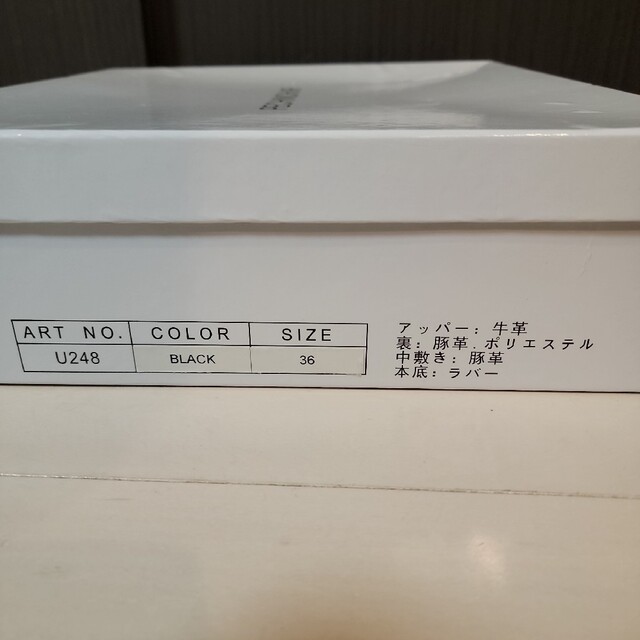 ART NO. COLOR SIZE
U248 BLACK 36
アッパー: 牛革
裏: 豚革、ポリエステル
中敷き: 豚革
本底: ラバー